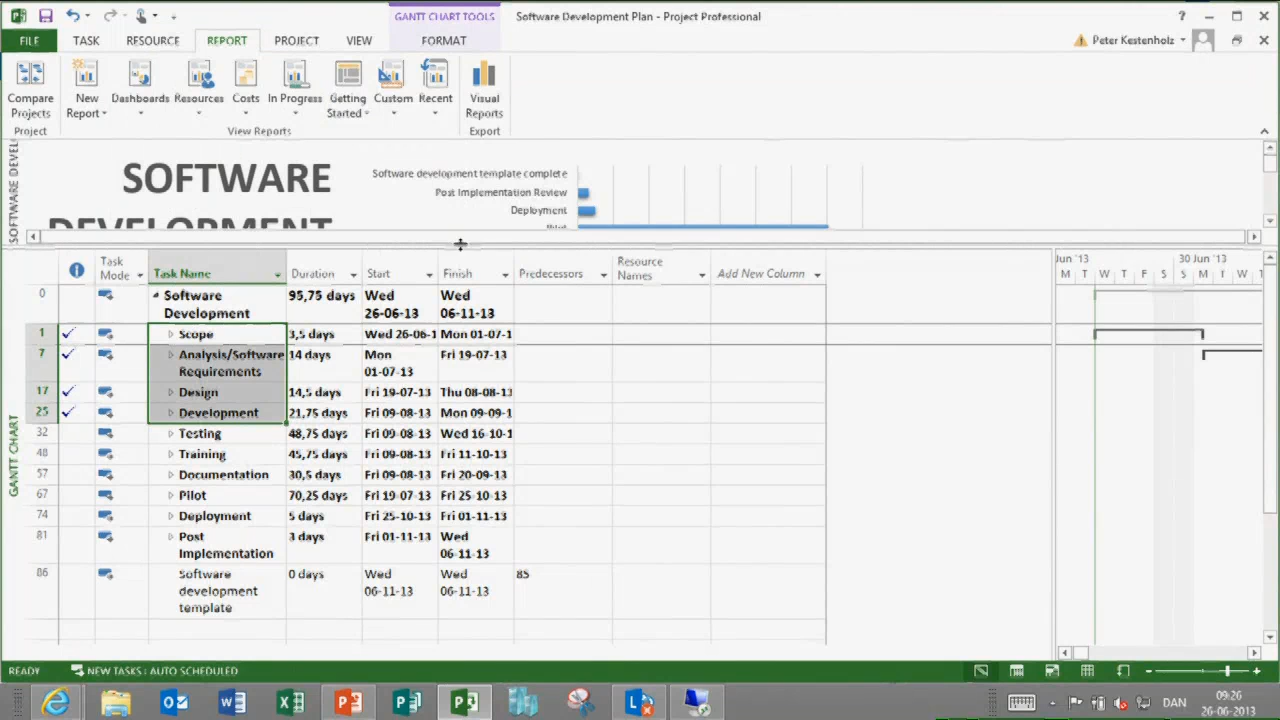 GANTT CHART TOOLS
Software Development Plan - Project Professional
FILE TASK RESOURCE REPORT PROJECT VIEW FORMAT
Peter Kestenholz
Compare Projects
New Report
Dashboards
Resources
Costs
In Progress
Getting Started
Custom
Recent
Visual Reports
Project
View Reports
Export
SOFTWARE DEVEL
SOFTWARE
DEVELOPMENT
Software development template complete
Post Implementation Review
Deployment
Pilot
Task Mode
Task Name
Duration
Start
Finish
Predecessors
Resource Names
Add New Column
Jun '13
30 Jun '13
M T W T F S S M T W T
0 Software Development 95,75 days Wed 26-06-13 Wed 06-11-13
1 Scope 3,5 days Wed 26-06-1 Mon 01-07-1
7 Analysis/Software Requirements 14 days Mon 01-07-13 Fri 19-07-13
17 Design 14,5 days Fri 19-07-13 Thu 08-08-13
25 Development 21,75 days Fri 09-08-13 Mon 09-09-1
32 Testing 48,75 days Fri 09-08-13 Wed 16-10-1
48 Training 45,75 days Fri 09-08-13 Fri 11-10-13
57 Documentation 30,5 days Fri 09-08-13 Fri 20-09-13
67 Pilot 70,25 days Fri 19-07-13 Fri 25-10-13
74 Deployment 5 days Fri 25-10-13 Fri 01-11-13
81 Post Implementation 3 days Fri 01-11-13 Wed 06-11-13
86 Software development template 0 days Wed 06-11-13 Wed 06-11-13 85
GANTT CHART
READY NEW TASKS : AUTO SCHEDULED
DAN
09:26
26-06-2013